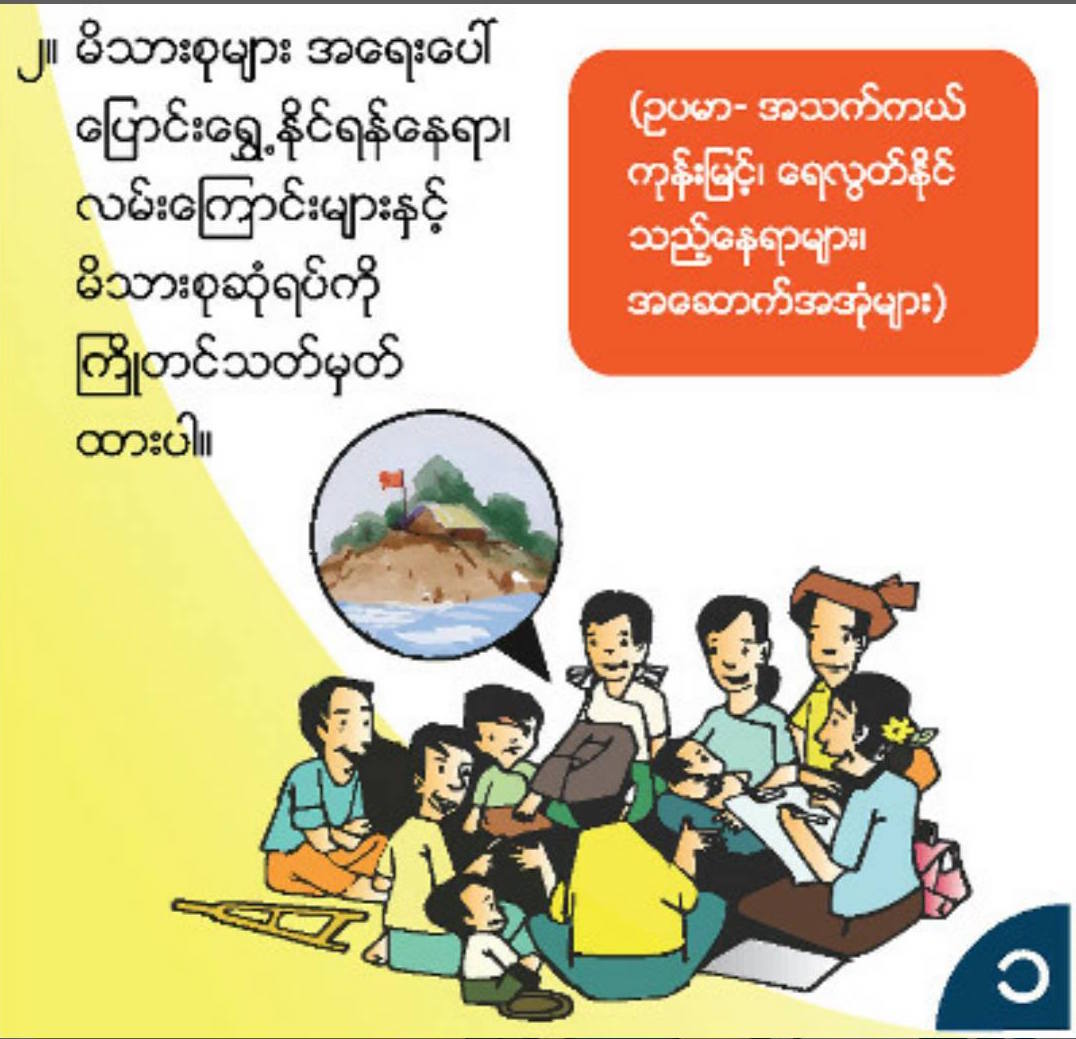 ၂။ မိသားစုများ အရေးပေါ်
ပြောင်းရွှေ့နိုင်ရန်နေရာ၊
လမ်းကြောင်းများနှင့်
မိသားစုဆုံရပ်ကို
ကြိုတင်သတ်မှတ်
ထားပါ။
(ဥပမာ- အသက်ကယ်
ကုန်းမြင့်၊ ရေလွတ်နိုင်
သည့်နေရာများ၊
အဆောက်အအုံများ)
၁